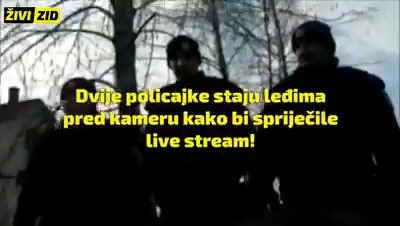 ŽIVI ZID
Dvije policajke staju leđima
pred kameru kako bi spriječile
live stream!